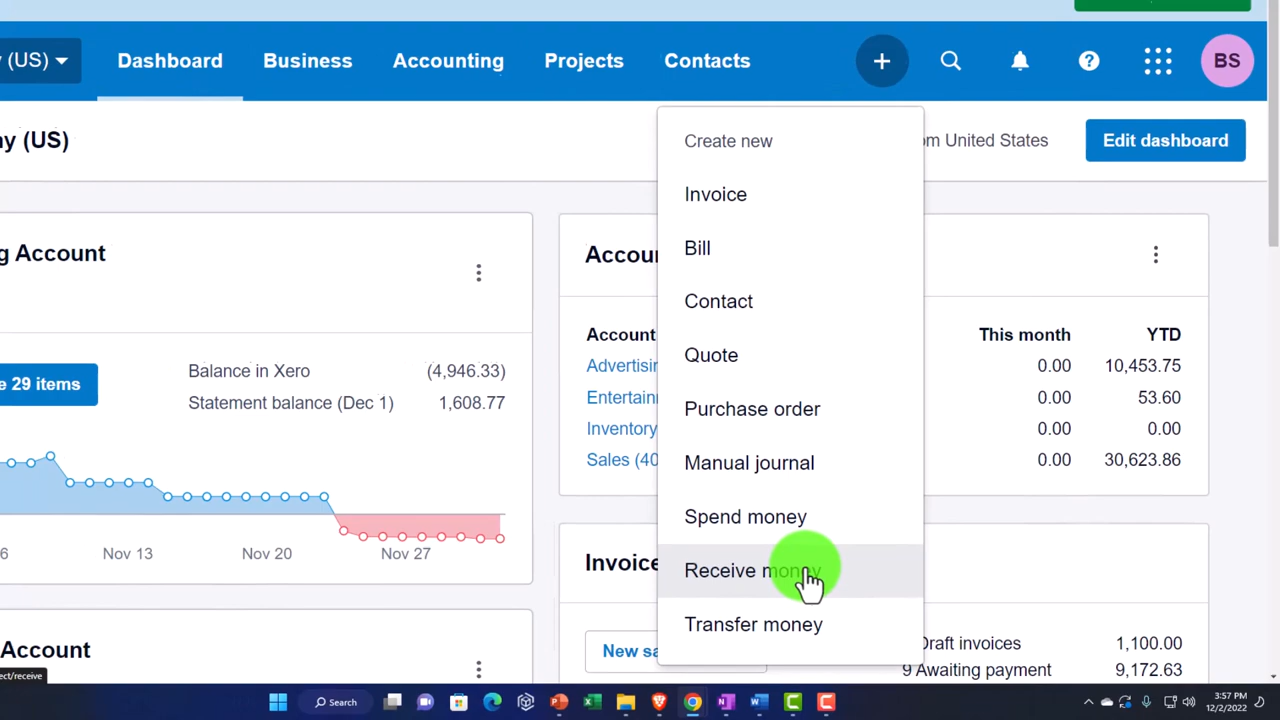 y (US)
Dashboard
Business
Accounting
Projects
Contacts
BS
ny (US)
Create new
om United States
Edit dashboard
Invoice
Bill
Contact
Quote
Purchase order
Manual journal
Spend money
Receive money
Transfer money
g Account
e 29 items
Balance in Xero (4,946.33)
Statement balance (Dec 1) 1,608.77
6 Nov 13 Nov 20 Nov 27
Accou
Account This month YTD
Advertisi 0.00 10,453.75
Entertain 0.00 53.60
Inventory 0.00 0.00
Sales (40 0.00 30,623.86
Invoice
New sa
Draft invoices 1,100.00
9 Awaiting payment 9,172.63
Account
ect/receive
Search
3:57 PM
12/2/2022